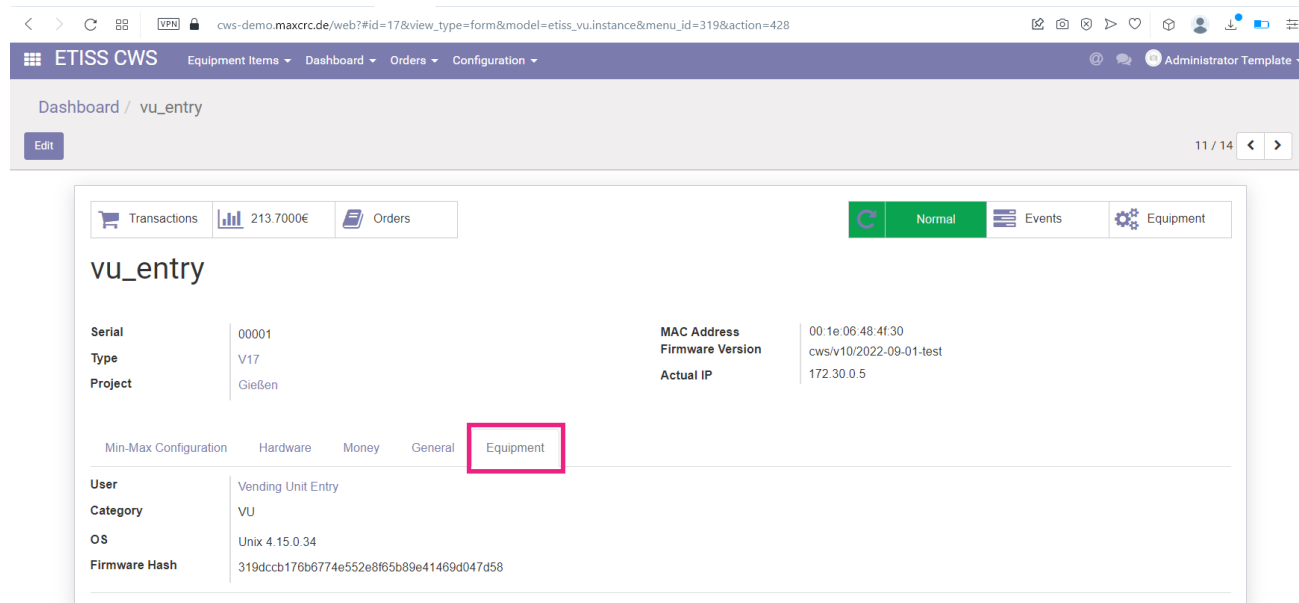 VPN cws-demo.maxcrc.de/web?#id=17&view_type=form&model=etiss_vu.instance&menu_id=319&action=428
ETISS CWS Equipment Items Dashboard Orders Configuration @ Administrator Template
Dashboard / vu_entry
Edit 11 / 14
Transactions 213.7000€ Orders Normal Events Equipment
vu_entry
Serial 00001 MAC Address 00:1e:06:48:4f:30
Type V17 Firmware Version cws/v10/2022-09-01-test
Project Gießen Actual IP 172.30.0.5
Min-Max Configuration Hardware Money General Equipment
User Vending Unit Entry
Category VU
OS Unix 4.15.0.34
Firmware Hash 319dccb176b6774e552e8f65b89e41469d047d58